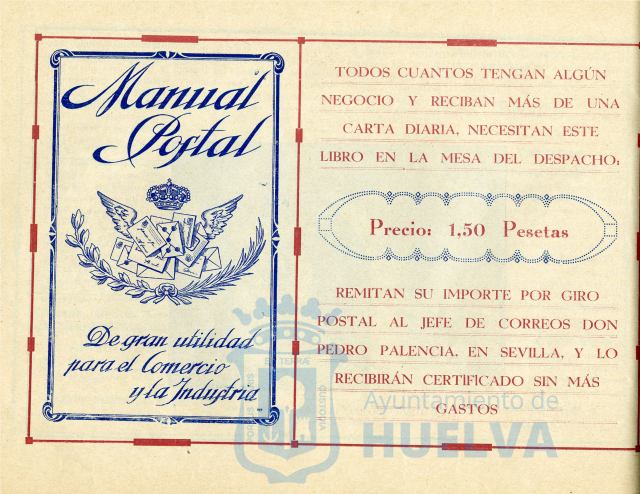 Manual
Postal
De gran utilidad
para el Comercio
y la Industria
TODOS CUANTOS TENGAN ALGÚN
NEGOCIO Y RECIBAN MÁS DE UNA
CARTA DIARIA, NECESITAN ESTE
LIBRO EN LA MESA DEL DESPACHO:
Precio: 1,50 Pesetas
REMITAN SU IMPORTE POR GIRO
POSTAL AL JEFE DE CORREOS DON
PEDRO PALENCIA, EN SEVILLA, Y LO
RECIBIRÁN CERTIFICADO SIN MÁS
GASTOS
Ayuntamiento de
HUELVA